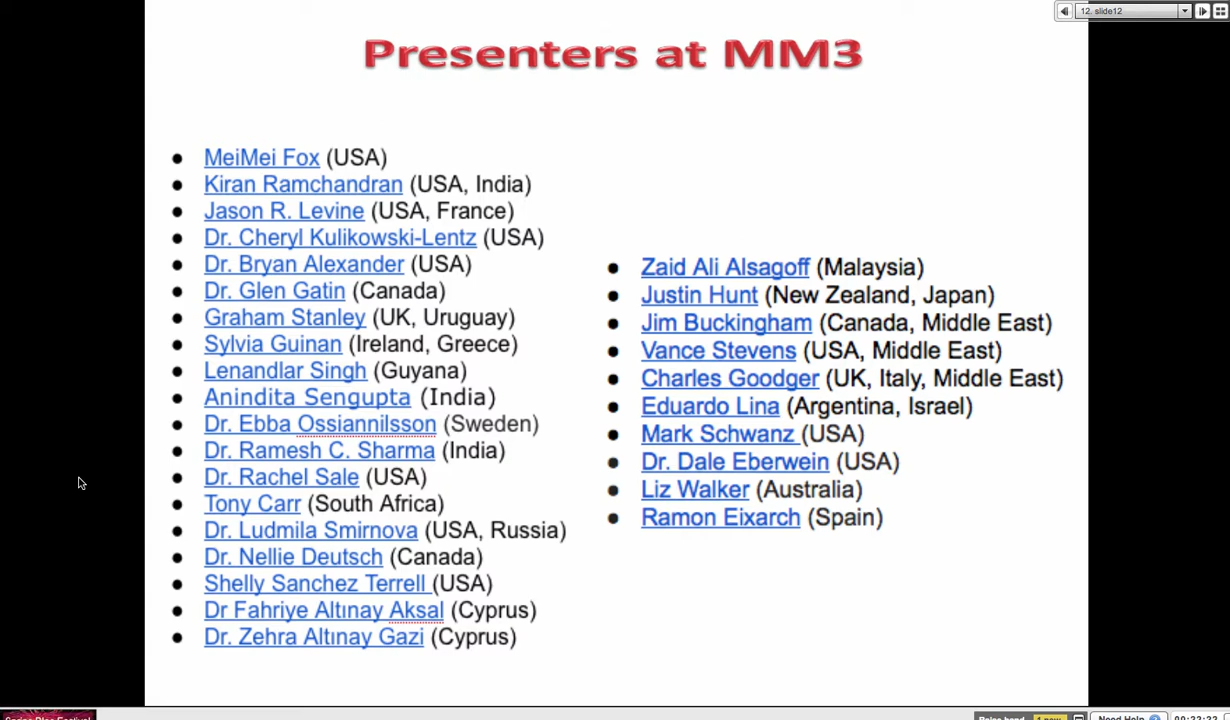 12. slide12
Presenters at MM3
MeiMei Fox (USA)
Kiran Ramchandran (USA, India)
Jason R. Levine (USA, France)
Dr. Cheryl Kulikowski-Lentz (USA)
Dr. Bryan Alexander (USA)
Dr. Glen Gatin (Canada)
Graham Stanley (UK, Uruguay)
Sylvia Guinan (Ireland, Greece)
Lenandlar Singh (Guyana)
Anindita Sengupta (India)
Dr. Ebba Ossiannilsson (Sweden)
Dr. Ramesh C. Sharma (India)
Dr. Rachel Sale (USA)
Tony Carr (South Africa)
Dr. Ludmila Smirnova (USA, Russia)
Dr. Nellie Deutsch (Canada)
Shelly Sanchez Terrell (USA)
Dr Fahriye Altınay Aksal (Cyprus)
Dr. Zehra Altınay Gazi (Cyprus)
Zaid Ali Alsagoff (Malaysia)
Justin Hunt (New Zealand, Japan)
Jim Buckingham (Canada, Middle East)
Vance Stevens (USA, Middle East)
Charles Goodger (UK, Italy, Middle East)
Eduardo Lina (Argentina, Israel)
Mark Schwanz (USA)
Dr. Dale Eberwein (USA)
Liz Walker (Australia)
Ramon Eixarch (Spain)
Need Help